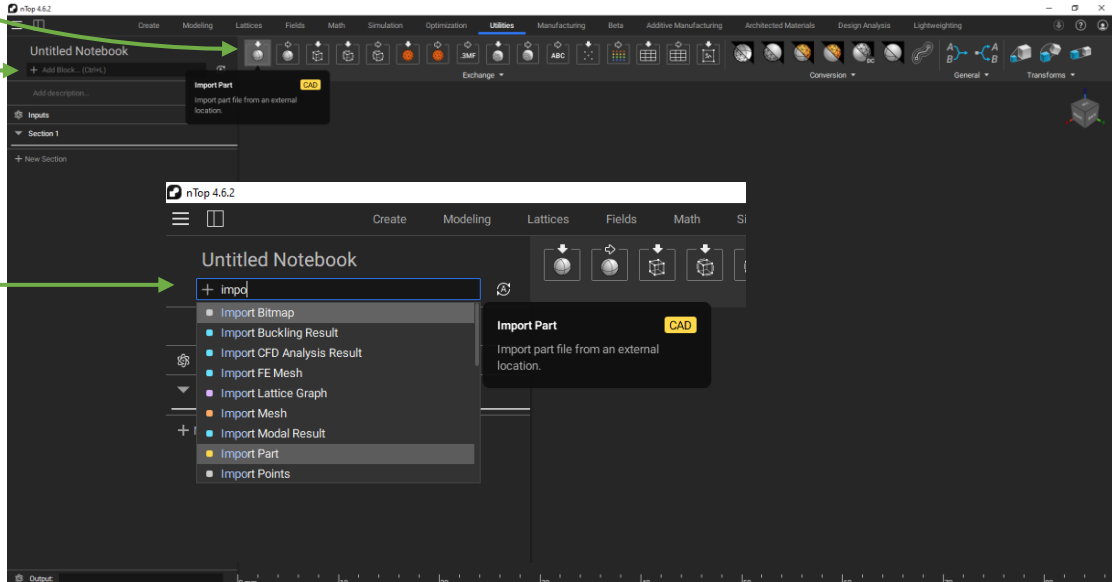 nTop 4.6.2
Create Modeling Lattices Fields Math Simulation Optimization Utilities Manufacturing Beta Additive Manufacturing Architected Materials Design Analysis Lightweighting
Untitled Notebook
+ Add Block... (Ctrl+L)
Add description...
Inputs
Section 1
+ New Section
.3MF
ABC
DC
A
B
A
B
Exchange
Conversion
General
Transforms
Import Part CAD
Import part file from an external
location.
nTop 4.6.2
Create Modeling Lattices Fields Math
Untitled Notebook
+ impo
Import Bitmap
Import Buckling Result
Import CFD Analysis Result
Import FE Mesh
Import Lattice Graph
Import Mesh
Import Modal Result
Import Part
Import Points
Import Part CAD
Import part file from an external
location.
Output: